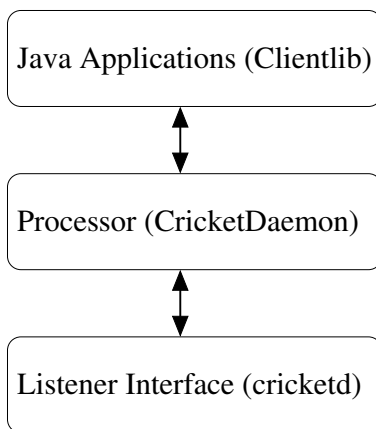 Java Applications (Clientlib)
Processor (CricketDaemon)
Listener Interface (cricketd)